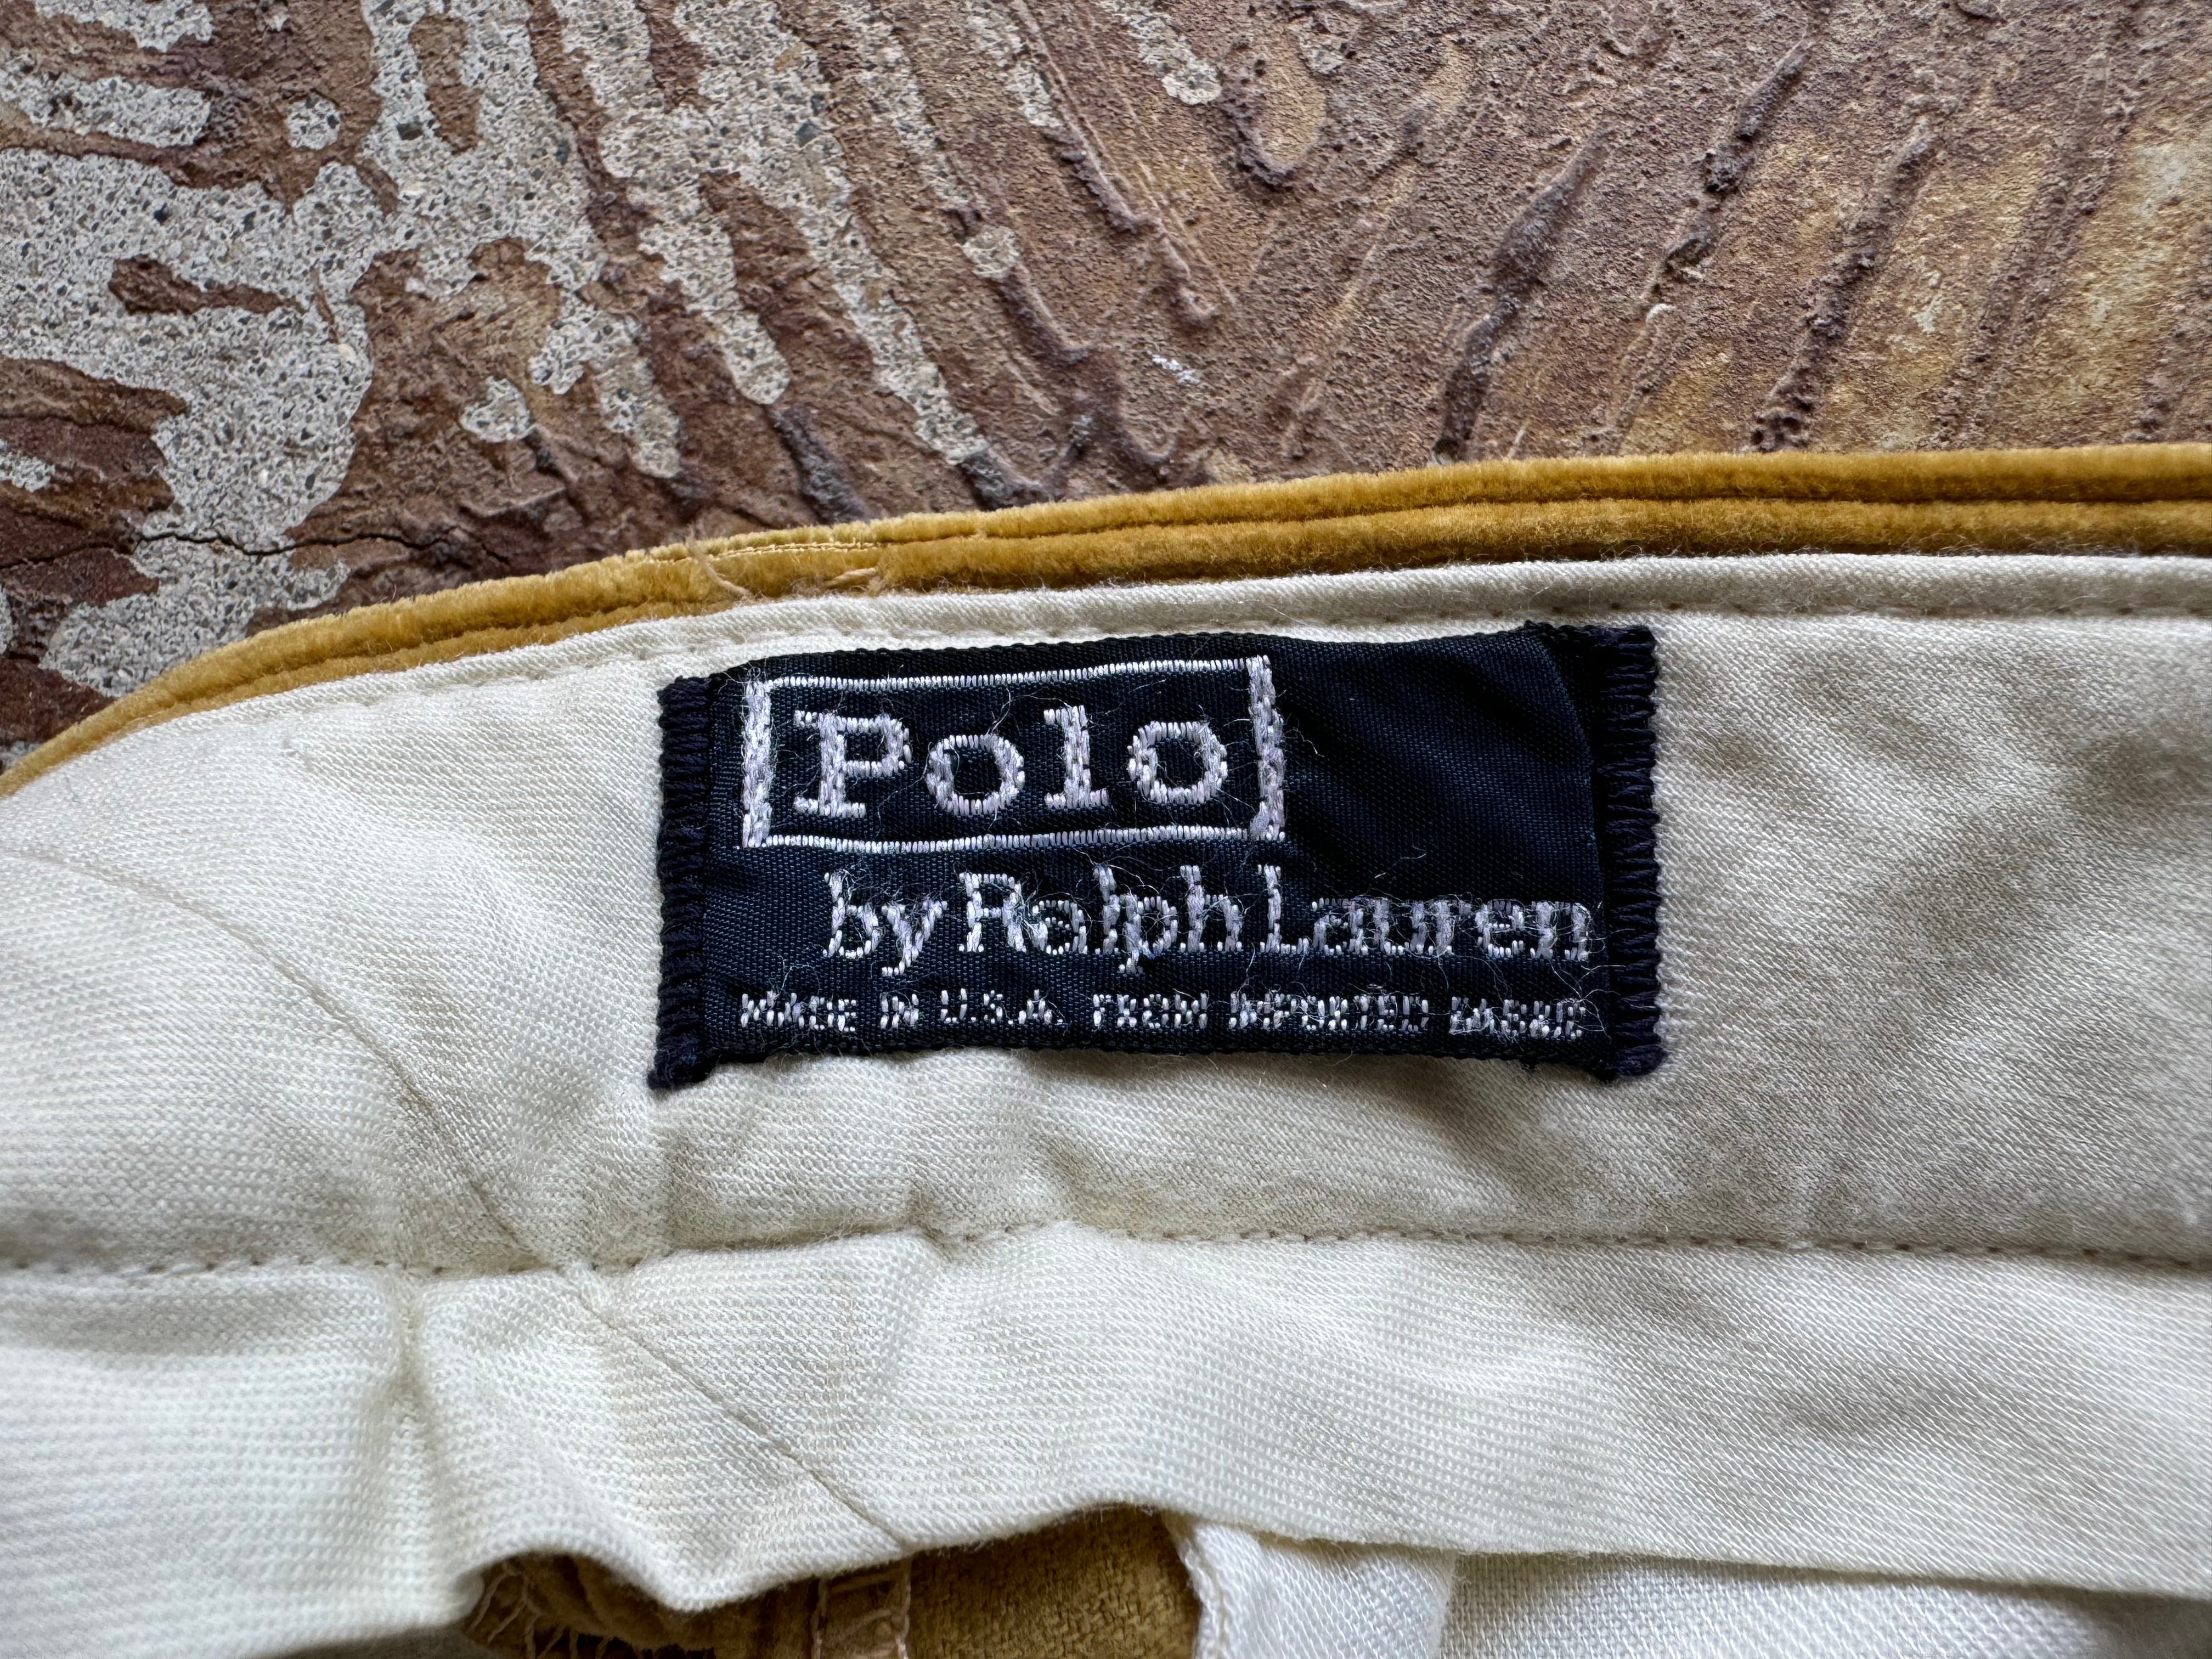 Polo
by Ralph Lauren
MADE IN U.S.A. FROM IMPORTED FABRIC